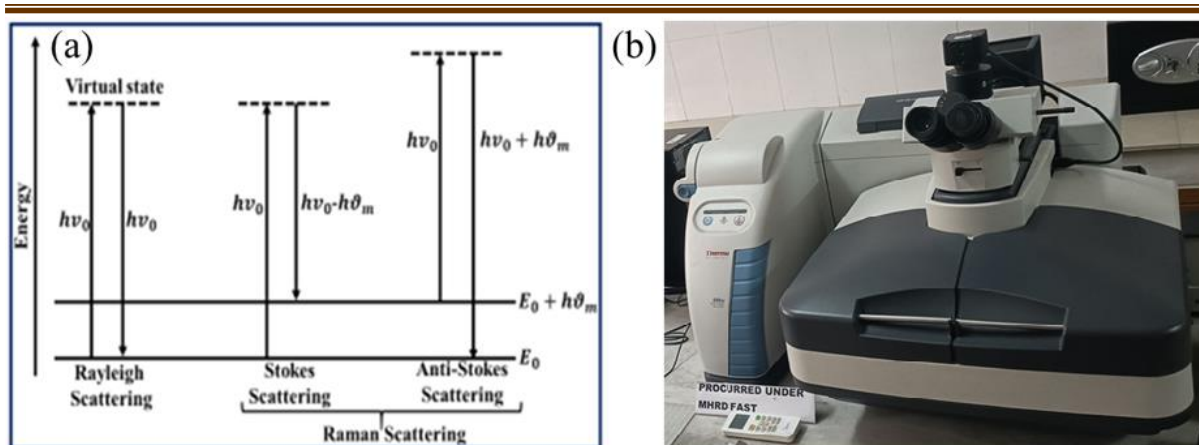 (a)
Energy
Virtual state
hν₀ hν₀
hν₀ hν₀-hϑₘ
hν₀ hν₀ + hϑₘ
E₀ + hϑₘ
E₀
Rayleigh
Scattering
Stokes
Scattering
Anti-Stokes
Scattering
Raman Scattering
(b)
Thermo
PROCURRED UNDER
MHRD FAST